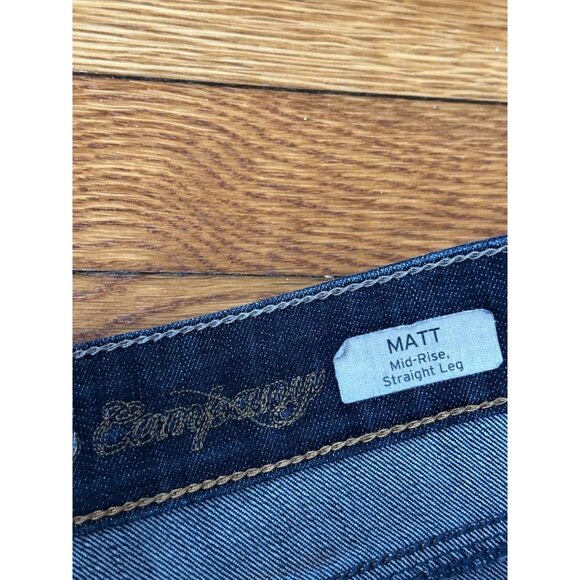 Company
MATT
Mid-Rise,
Straight Leg